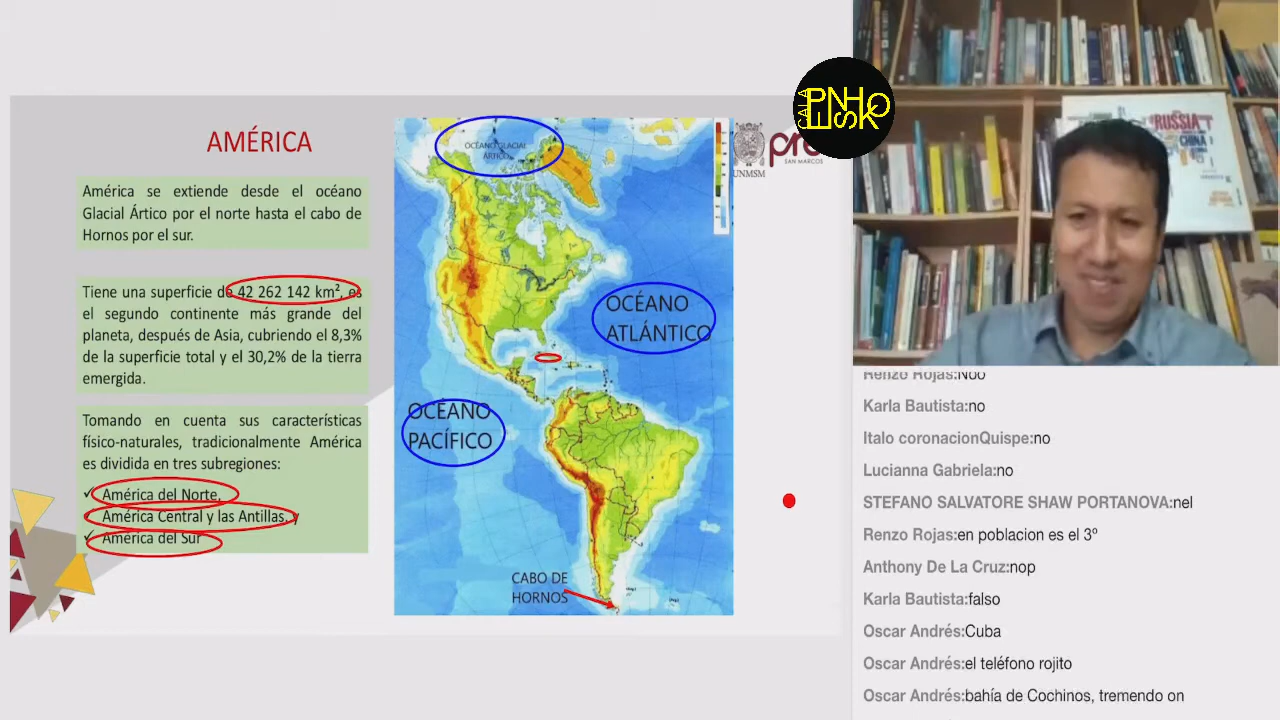 AMÉRICA
América se extiende desde el océano
Glacial Ártico por el norte hasta el cabo de
Hornos por el sur.
Tiene una superficie de 42 262 142 km², es
el segundo continente más grande del
planeta, después de Asia, cubriendo el 8,3%
de la superficie total y el 30,2% de la tierra
emergida.
Tomando en cuenta sus características
físico-naturales, tradicionalmente América
es dividida en tres subregiones:
✓ América del Norte,
América Central y las Antillas, y
✓ América del Sur
OCÉANO GLACIAL
ÁRTICO
OCÉANO
ATLÁNTICO
OCÉANO
PACÍFICO
CABO DE
HORNOS
UNMSM
pre
SAN MARCOS
CALA
PENSHOK
RUSSIA
CHINA
Renzo Rojas:Noo
Karla Bautista:no
Italo coronacionQuispe:no
Lucianna Gabriela:no
STEFANO SALVATORE SHAW PORTANOVA:nel
Renzo Rojas:en poblacion es el 3º
Anthony De La Cruz:nop
Karla Bautista:falso
Oscar Andrés:Cuba
Oscar Andrés:el teléfono rojito
Oscar Andrés:bahía de Cochinos, tremendo on